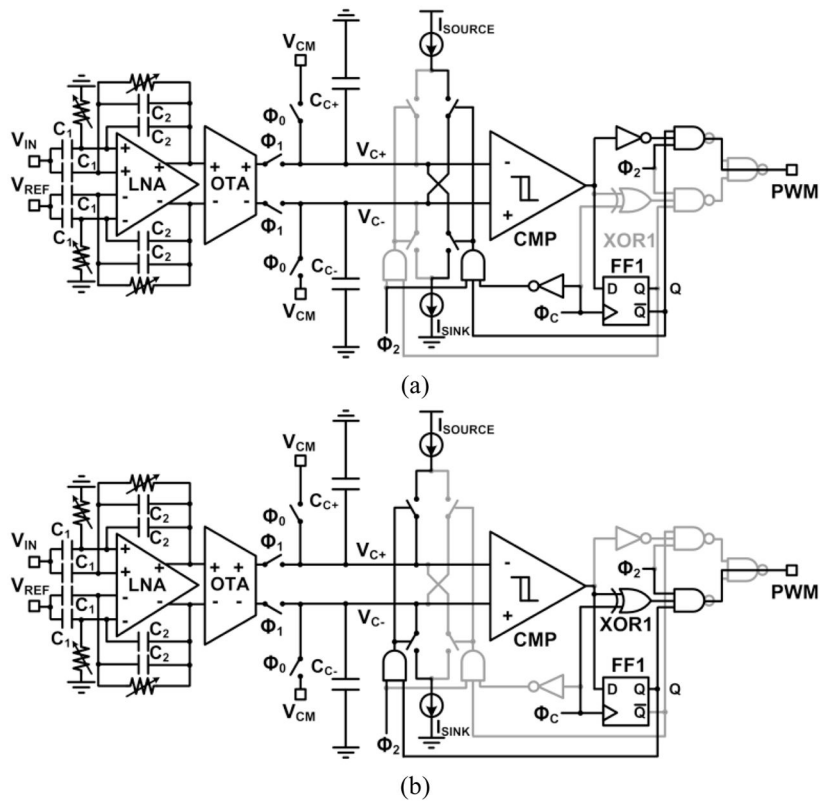 I_SOURCE
V_CM
C_C+
Φ_0
Φ_1
C_2
C_2
C_1
V_IN
+ + + + +
V_C+
-
Φ_2
LNA
OTA
PWM
V_REF
C_1
C_1
- - - - -
V_C-
+
CMP
XOR1
C_1
Φ_1
C_2
C_2
Φ_0
C_C-
FF1
D Q Q
Φ_C
Q̅
V_CM
I_SINK
Φ_2
(a)
I_SOURCE
V_CM
C_C+
Φ_0
Φ_1
C_2
C_2
C_1
V_IN
+ + + + +
V_C+
-
Φ_2
LNA
OTA
PWM
V_REF
C_1
C_1
- - - - -
V_C-
+
CMP
XOR1
C_1
Φ_1
C_2
C_2
Φ_0
C_C-
FF1
D Q Q
Φ_C
Q̅
V_CM
I_SINK
Φ_2
(b)